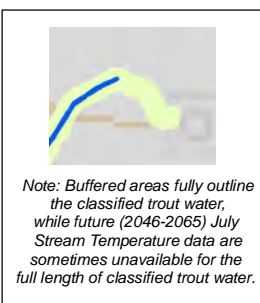 Note: Buffered areas fully outline
the classified trout water,
while future (2046-2065) July
Stream Temperature data are
sometimes unavailable for the
full length of classified trout water.